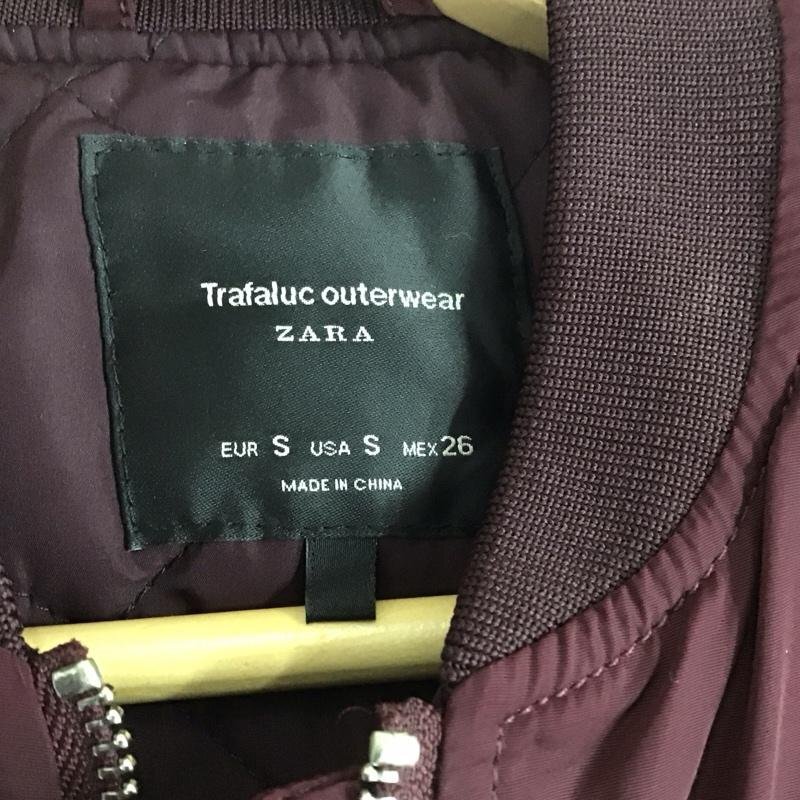 Trafaluc outerwear
ZARA
EUR S USA S MEX 26
MADE IN CHINA